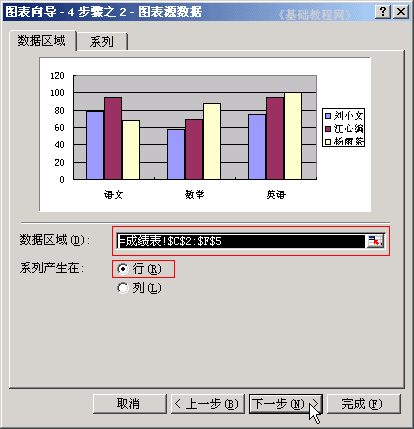 图表向导 - 4 步骤之 2 - 图表源数据
《基础教程网》
数据区域 系列
120
100
80
60
40
20
0
语文 数学 英语
刘小文
江心流
杨雨茶
数据区域(D):
=成绩表!$C$2:$F$5
系列产生在:
行(R)
列(L)
取消 < 上一步(B) 下一步(N) > 完成(F)